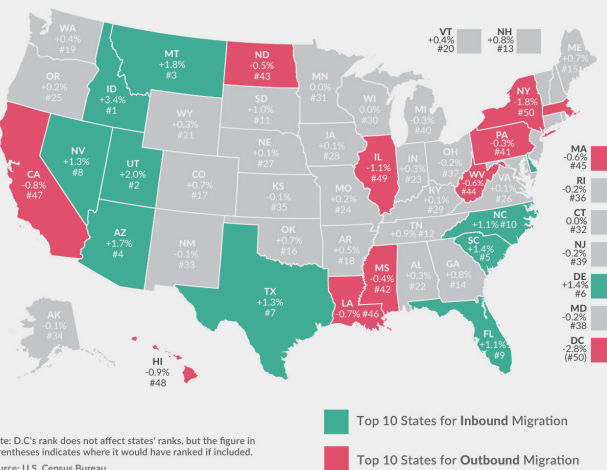 WA
+0.4%
#19
OR
+0.2%
#25
CA
-0.8%
#47
NV
+1.3%
#8
ID
+3.4%
#1
MT
+1.8%
#3
WY
+0.3%
#21
UT
+2.0%
#2
AZ
+1.7%
#4
CO
+0.7%
#17
NM
-0.1%
#33
ND
-0.5%
#43
SD
+1.0%
#11
NE
+0.1%
#27
KS
-0.1%
#35
OK
+0.7%
#16
TX
+1.3%
#7
MN
0.0%
#31
IA
+0.1%
#28
MO
+0.2%
#24
AR
+0.5%
#18
LA
-0.7% #46
WI
0.0%
#30
IL
-1.1%
#49
MS
-0.4%
#42
MI
-0.3%
#40
IN
+0.3%
#23
OH
-0.2%
#37
KY
+0.1%
#29
TN
+0.9% #12
AL
+0.3%
#22
GA
+0.8%
#14
FL
+1.1%
#9
SC
+1.4%
#5
NC
+1.1% #10
VA
+0.1%
#26
WV
-0.6%
#44
PA
-0.3%
#41
NY
-1.8%
#50
VT
+0.4%
#20
NH
+0.8%
#13
ME
+0.7%
#15
MA
-0.6%
#45
RI
-0.2%
#36
CT
0.0%
#32
NJ
-0.2%
#39
DE
+1.4%
#6
MD
-0.2%
#38
DC
-2.8%
(#50)
AK
-0.1%
#34
HI
-0.9%
#48
te: D.C's rank does not affect states' ranks, but the figure in
rentheses indicates where it would have ranked if included.
urce: U.S. Census Bureau
Top 10 States for Inbound Migration
Top 10 States for Outbound Migration